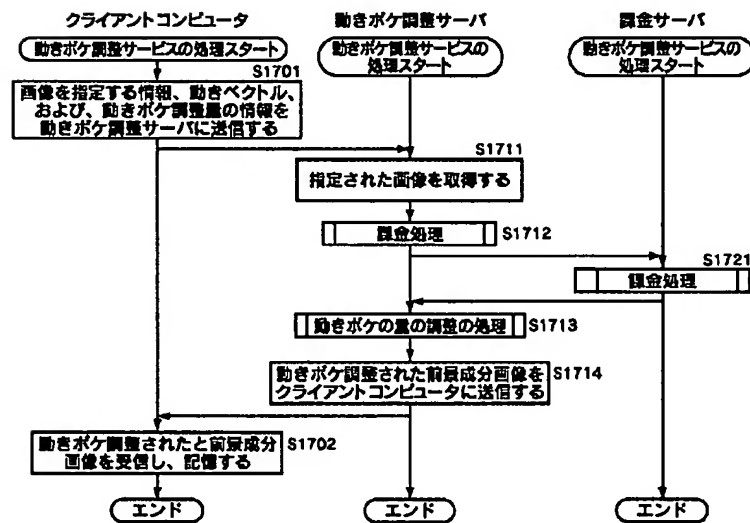 クライアントコンピュータ
動きボケ調整サーバ
課金サーバ
動きボケ調整サービスの処理スタート
動きボケ調整サービスの
処理スタート
動きボケ調整サービスの
処理スタート
S1701
画像を指定する情報、動きベクトル、
および、動きボケ調整量の情報を
動きボケ調整サーバに送信する
S1711
指定された画像を取得する
課金処理
S1712
S1721
課金処理
動きボケの量の調整の処理
S1713
動きボケ調整された前景成分画像を
クライアントコンピュータに送信する
S1714
動きボケ調整されたと前景成分
画像を受信し、記憶する
S1702
エンド
エンド
エンド